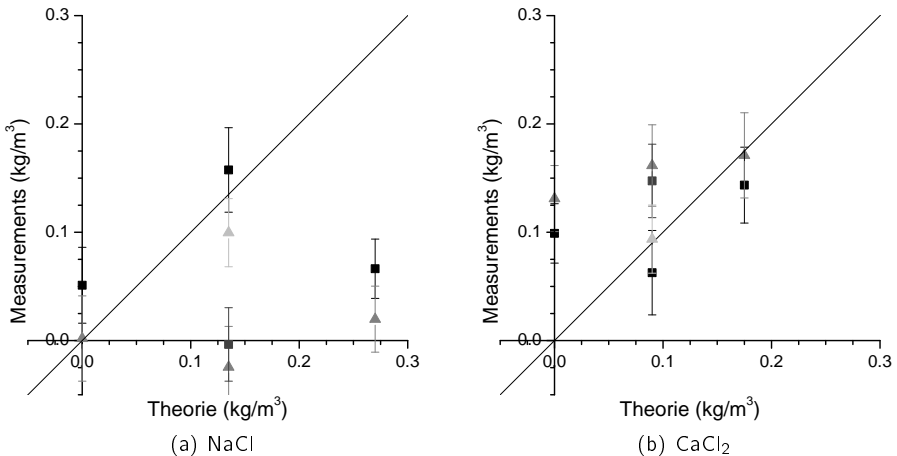 0.3
0.2
0.1
0.0
Measurements (kg/m³)
0.0 0.1 0.2 0.3
Theorie (kg/m³)
(a) NaCl
0.3
0.2
0.1
0.0
Measurements (kg/m³)
0.0 0.1 0.2 0.3
Theorie (kg/m³)
(b) CaCl₂